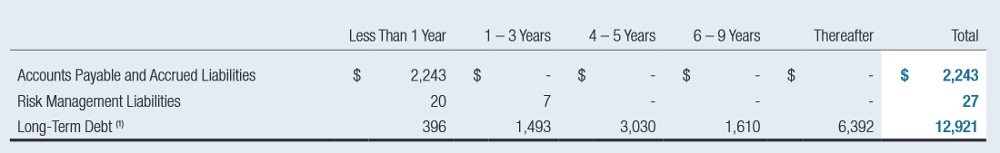 Less Than 1 Year 1 – 3 Years 4 – 5 Years 6 – 9 Years Thereafter Total
Accounts Payable and Accrued Liabilities $ 2,243 $ - $ - $ - $ - $ 2,243
Risk Management Liabilities 20 7 - - - 27
Long-Term Debt (1) 396 1,493 3,030 1,610 6,392 12,921